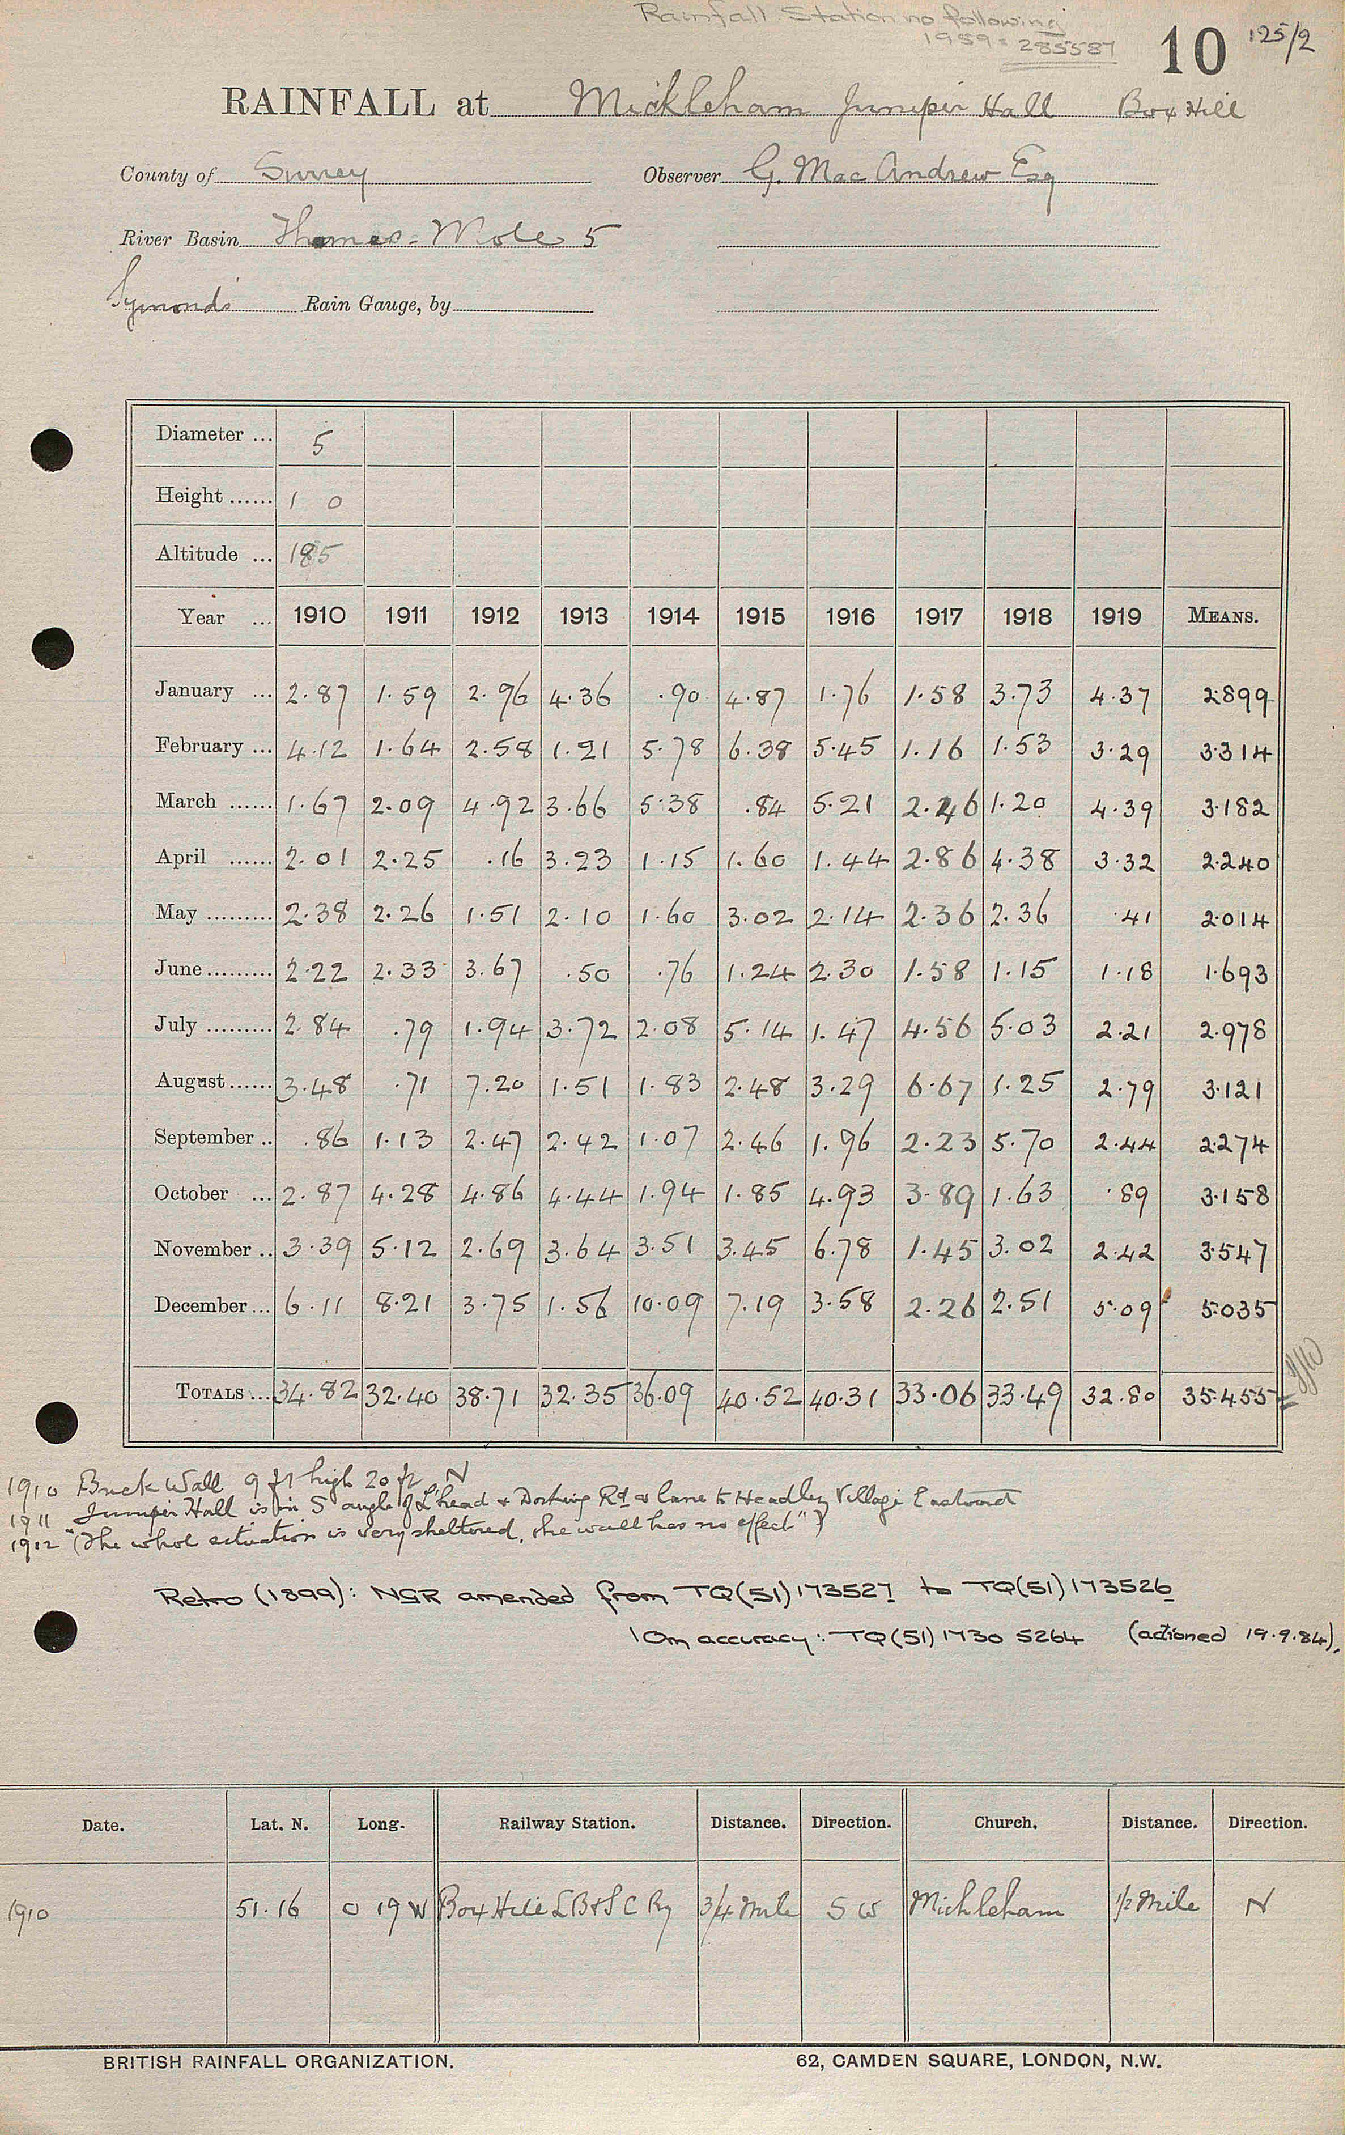 Rainfall Station no following
1959 = 285587
10 125/2
RAINFALL at Mickleham Juniper Hall Box Hill
County of Surrey Observer G. MacAndrew Esq
River Basin Thames - Mole 5
Symonds Rain Gauge, by
Diameter ... 5
Height ...... 1 0
Altitude ... 185
Year ... 1910 1911 1912 1913 1914 1915 1916 1917 1918 1919 MEANS.
January ... 2.87 1.59 2.96 4.36 .90 4.87 1.76 1.58 3.73 4.37 2.899
February ... 4.12 1.64 2.58 1.21 5.78 6.38 5.45 1.16 1.53 3.29 3.314
March ...... 1.67 2.09 4.92 3.66 5.38 .84 5.21 2.46 1.20 4.39 3.182
April ...... 2.01 2.25 .16 3.23 1.15 1.60 1.44 2.86 4.38 3.32 2.240
May ......... 2.38 2.26 1.51 2.10 1.60 3.02 2.14 2.36 2.36 .41 2.014
June ......... 2.22 2.33 3.67 .50 .76 1.24 2.30 1.58 1.15 1.18 1.693
July ......... 2.84 .79 1.94 3.72 2.08 5.14 1.47 4.56 5.03 2.21 2.978
August ...... 3.48 .71 7.20 1.51 1.83 2.48 3.29 6.67 1.25 2.79 3.121
September .. .86 1.13 2.47 2.42 1.07 2.46 1.96 2.23 5.70 2.44 2.274
October ... 2.87 4.28 4.86 4.44 1.94 1.85 4.93 3.89 1.63 .89 3.158
November .. 3.39 5.12 2.69 3.64 3.51 3.45 6.78 1.45 3.02 2.42 3.547
December ... 6.11 8.21 3.75 1.56 10.09 7.19 3.58 2.26 2.51 5.09 5.035
TOTALS ... 34.82 32.40 38.71 32.35 36.09 40.52 40.31 33.06 33.49 32.80 35.455
1910 Brick Wall 9 ft high 20 ft N
1911 Juniper Hall is in S angle of L'head & Dorking Rd & lane to Headley Village Eastward
1912 "(The whole situation is very sheltered, the wall has no effect")
Retro (1899): NGR amended from TQ(51)173527 to TQ(51)173526
10m accuracy: TQ(51)1730 5264 (actioned 19.9.84).
Date. Lat. N. Long. Railway Station. Distance. Direction. Church. Distance. Direction.
1910 51.16 0 19 W Box Hill LB&SC Ry 3/4 Mile SW Mickleham 1/2 Mile N
BRITISH RAINFALL ORGANIZATION. 62, CAMDEN SQUARE, LONDON, N.W.